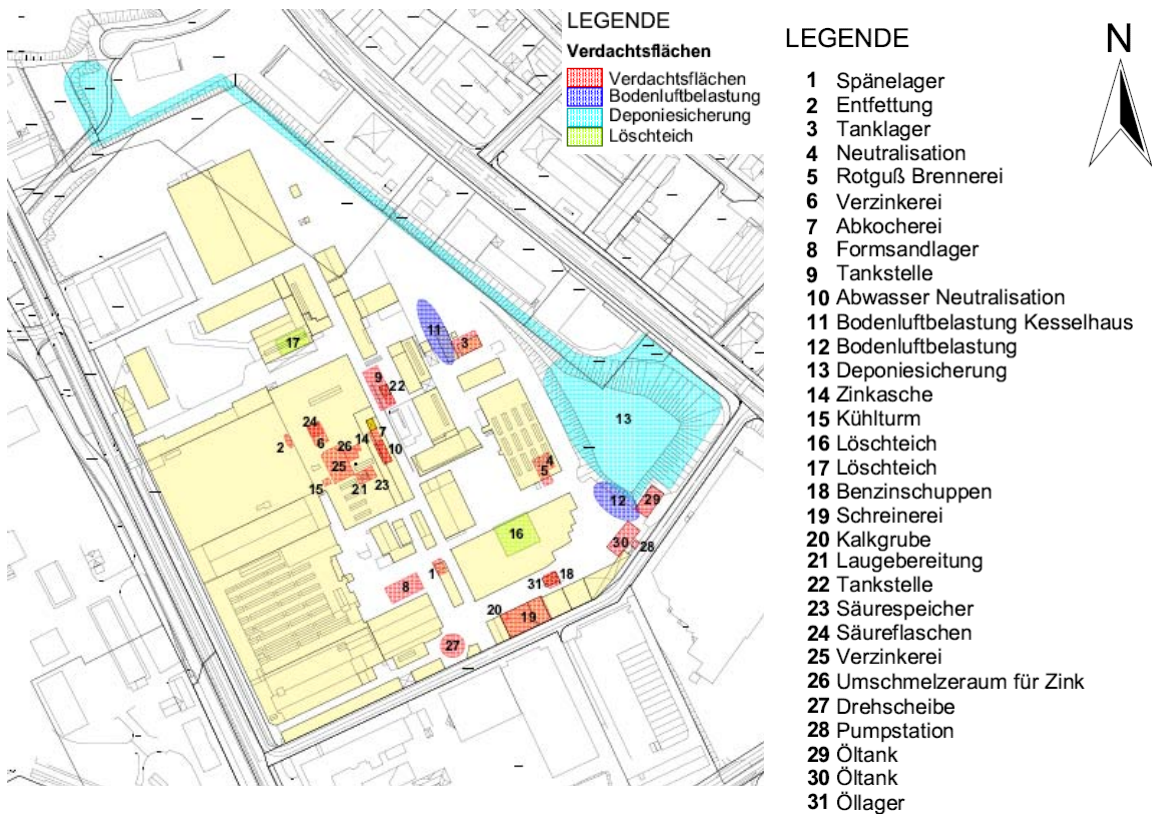 LEGENDE
Verdachtsflächen
Verdachtsflächen
Bodenluftbelastung
Deponiesicherung
Löschteich
LEGENDE
1 Spänelager
2 Entfettung
3 Tanklager
4 Neutralisation
5 Rotguß Brennerei
6 Verzinkerei
7 Abkocherei
8 Formsandlager
9 Tankstelle
10 Abwasser Neutralisation
11 Bodenluftbelastung Kesselhaus
12 Bodenluftbelastung
13 Deponiesicherung
14 Zinkasche
15 Kühlturm
16 Löschteich
17 Löschteich
18 Benzinschuppen
19 Schreinerei
20 Kalkgrube
21 Laugebereitung
22 Tankstelle
23 Säurespeicher
24 Säureflaschen
25 Verzinkerei
26 Umschmelzeraum für Zink
27 Drehscheibe
28 Pumpstation
29 Öltank
30 Öltank
31 Öllager
N
11
3
17
9
22
13
24
6
2
26
14
7
10
25
15
21
23
4
5
12
29
16
30
28
1
8
31
18
20
19
27